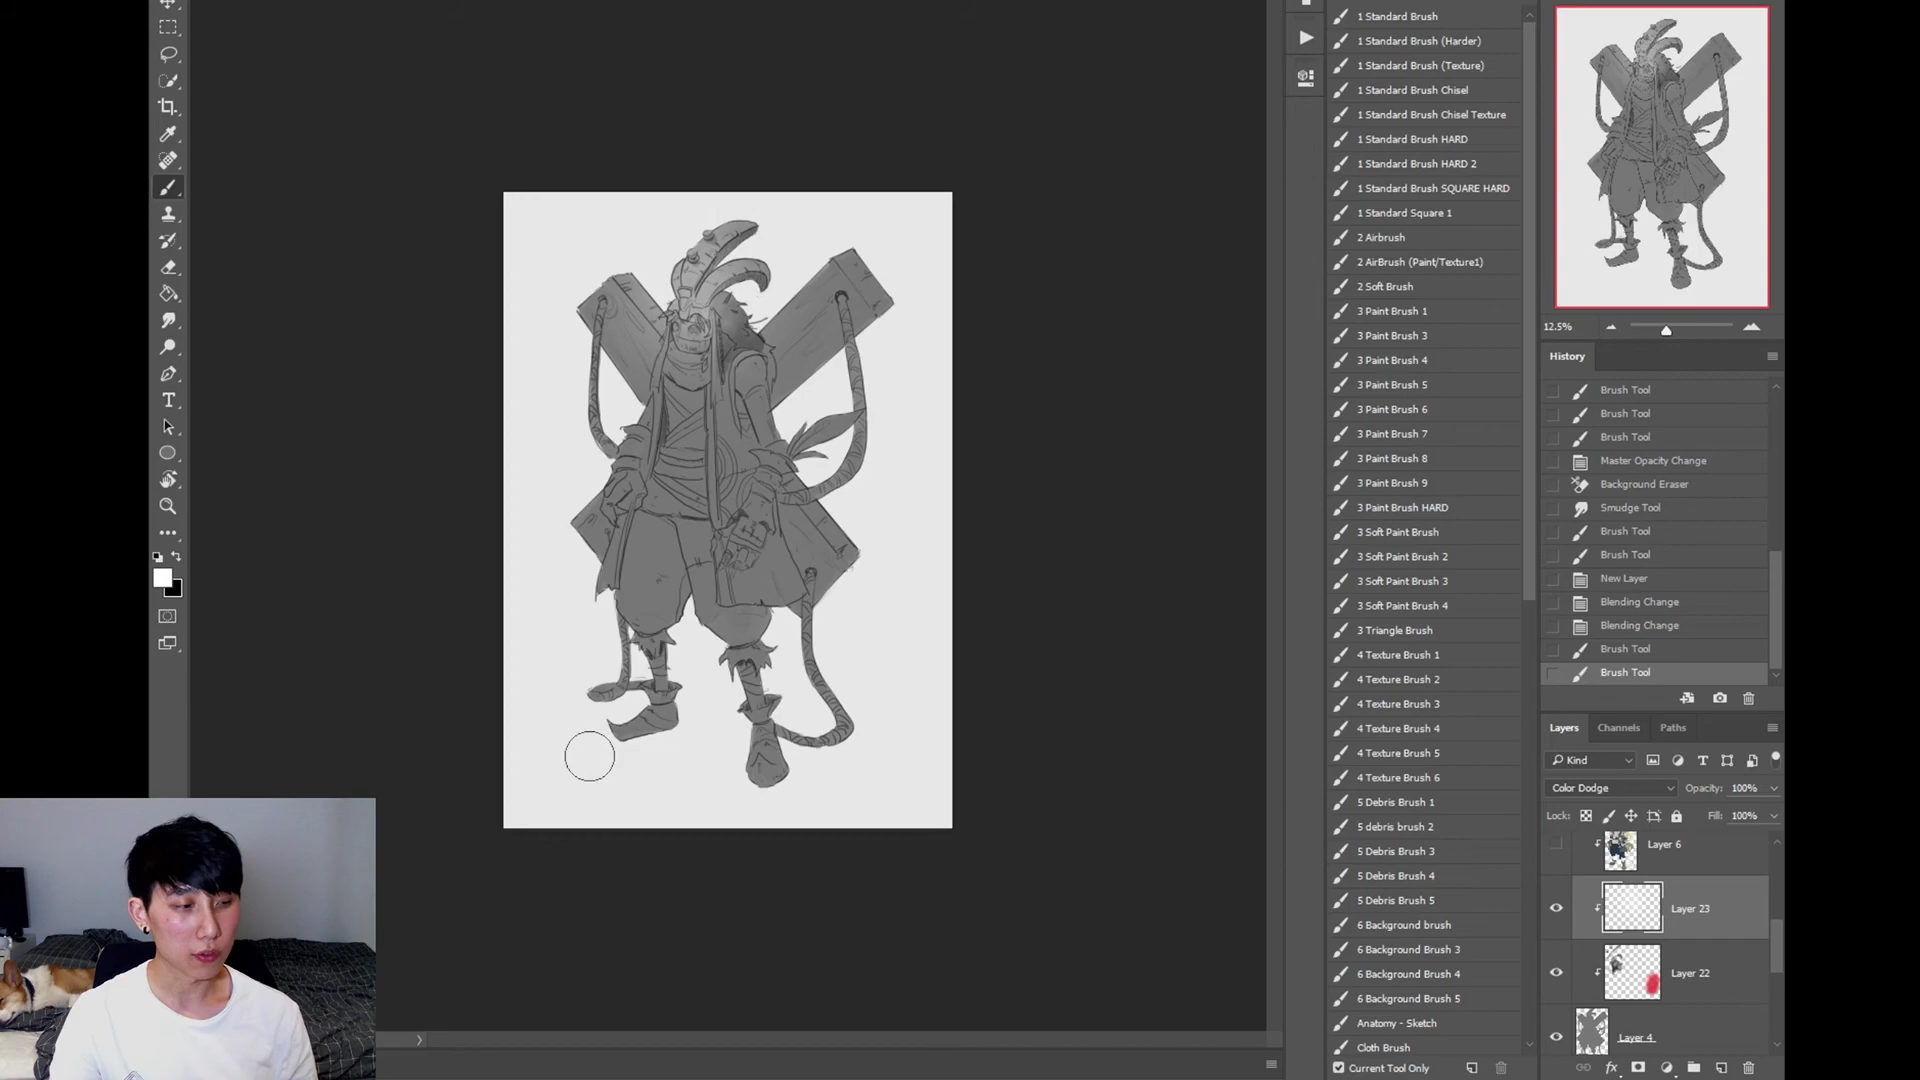 1 Standard Brush
1 Standard Brush (Harder)
1 Standard Brush (Texture)
1 Standard Brush Chisel
1 Standard Brush Chisel Texture
1 Standard Brush HARD
1 Standard Brush HARD 2
1 Standard Brush SQUARE HARD
1 Standard Square 1
2 Airbrush
2 AirBrush (Paint/Texture1)
2 Soft Brush
3 Paint Brush 1
3 Paint Brush 3
3 Paint Brush 4
3 Paint Brush 5
3 Paint Brush 6
3 Paint Brush 7
3 Paint Brush 8
3 Paint Brush 9
3 Paint Brush HARD
3 Soft Paint Brush
3 Soft Paint Brush 2
3 Soft Paint Brush 3
3 Soft Paint Brush 4
3 Triangle Brush
4 Texture Brush 1
4 Texture Brush 2
4 Texture Brush 3
4 Texture Brush 4
4 Texture Brush 5
4 Texture Brush 6
5 Debris Brush 1
5 debris brush 2
5 Debris Brush 3
5 Debris Brush 4
5 Debris Brush 5
6 Background brush
6 Background Brush 3
6 Background Brush 4
6 Background Brush 5
Anatomy - Sketch
Cloth Brush
Current Tool Only
12.5%
History
Brush Tool
Brush Tool
Brush Tool
Master Opacity Change
Background Eraser
Smudge Tool
Brush Tool
Brush Tool
New Layer
Blending Change
Blending Change
Brush Tool
Brush Tool
Layers Channels Paths
Kind
Color Dodge Opacity: 100%
Lock: Fill: 100%
Layer 6
Layer 23
Layer 22
Layer 4